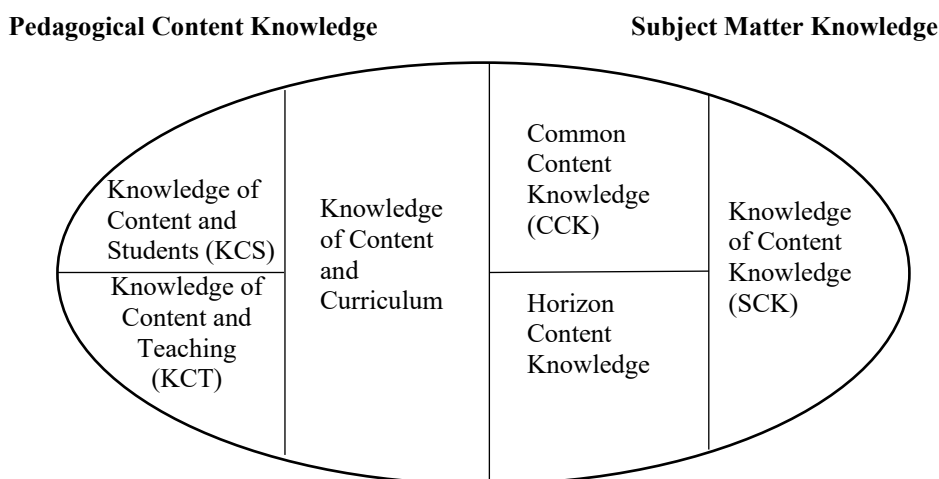 Pedagogical Content Knowledge
Subject Matter Knowledge
Knowledge of
Content and
Students (KCS)
Knowledge of
Content and
Teaching
(KCT)
Knowledge
of Content
and
Curriculum
Common
Content
Knowledge
(CCK)
Horizon
Content
Knowledge
Knowledge
of Content
Knowledge
(SCK)